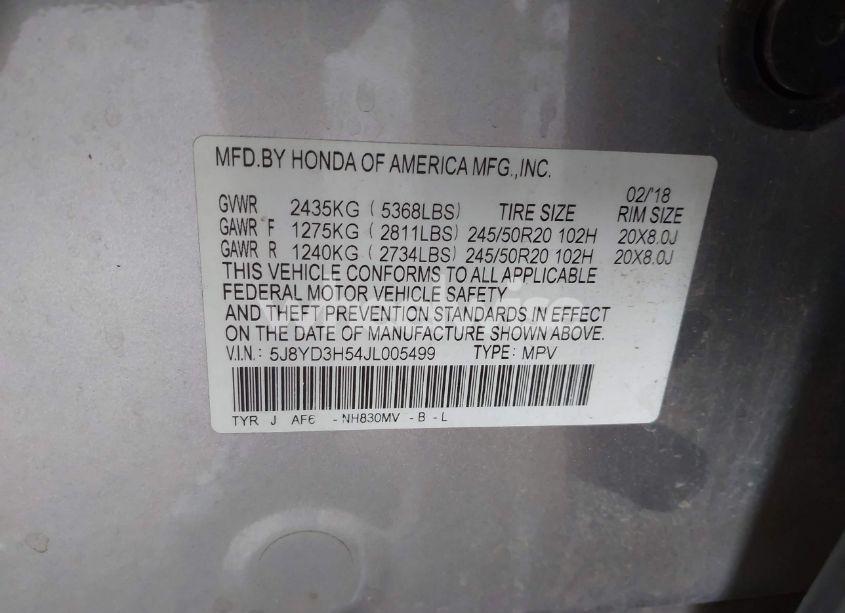 MFD.BY HONDA OF AMERICA MFG.,INC.
02/'18
GVWR 2435KG ( 5368LBS) TIRE SIZE RIM SIZE
GAWR F 1275KG ( 2811LBS) 245/50R20 102H 20X8.0J
GAWR R 1240KG ( 2734LBS) 245/50R20 102H 20X8.0J
THIS VEHICLE CONFORMS TO ALL APPLICABLE
FEDERAL MOTOR VEHICLE SAFETY
AND THEFT PREVENTION STANDARDS IN EFFECT
ON THE DATE OF MANUFACTURE SHOWN ABOVE.
V.I.N.: 5J8YD3H54JL005499 TYPE: MPV
TYR J AF6 -NH830MV -B-L